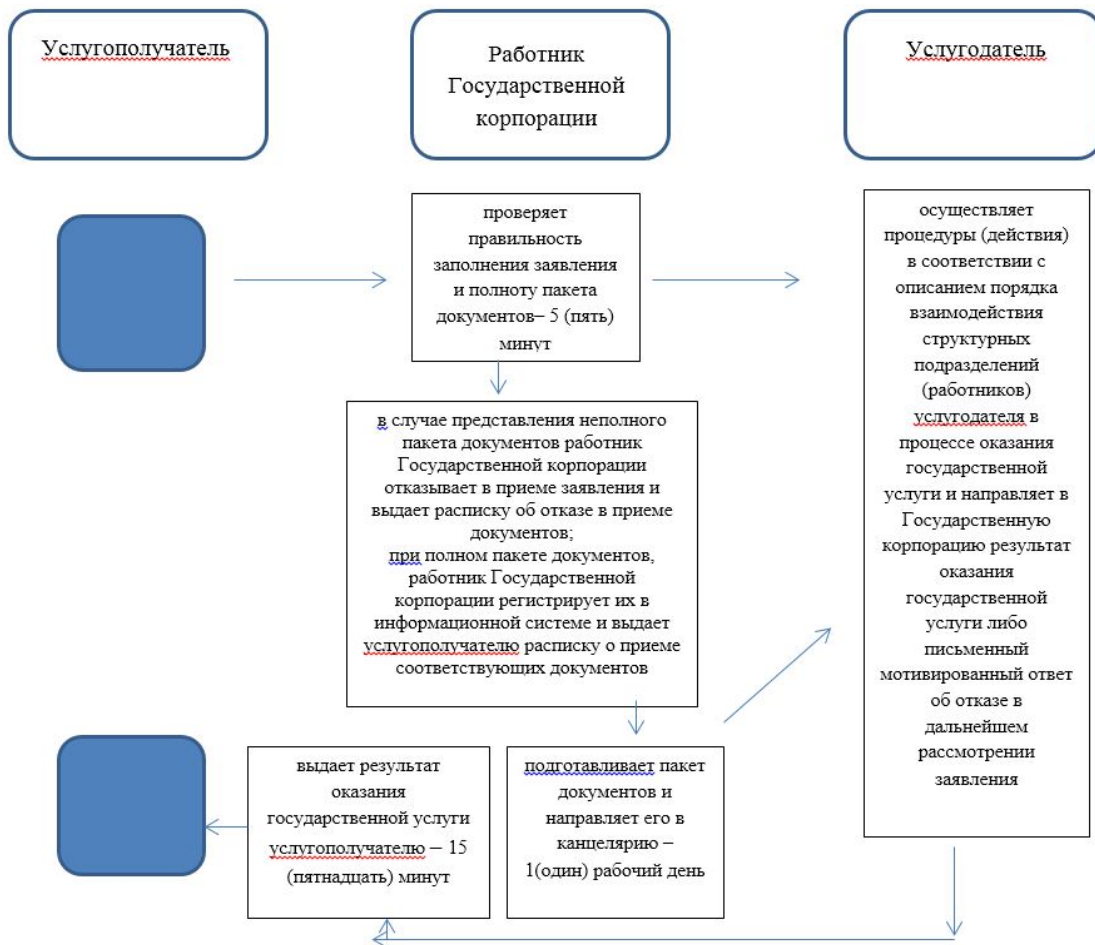 Услугополучатель
Работник
Государственной
корпорации
Услугодатель
проверяет
правильность
заполнения заявления
и полноту пакета
документов– 5 (пять)
минут
осуществляет
процедуры (действия)
в соответствии с
описанием порядка
взаимодействия
структурных
подразделений
(работников)
услугодателя в
процессе оказания
государственной
услуги и направляет в
Государственную
корпорацию результат
оказания
государственной
услуги либо
письменный
мотивированный ответ
об отказе в
дальнейшем
рассмотрении
заявления
в случае представления неполного
пакета документов работник
Государственной корпорации
отказывает в приеме заявления и
выдает расписку об отказе в приеме
документов;
при полном пакете документов,
работник Государственной
корпорации регистрирует их в
информационной системе и выдает
услугополучателю расписку о приеме
соответствующих документов
выдает результат
оказания
государственной услуги
услугополучателю – 15
(пятнадцать) минут
подготавливает пакет
документов и
направляет его в
канцелярию –
1(один) рабочий день